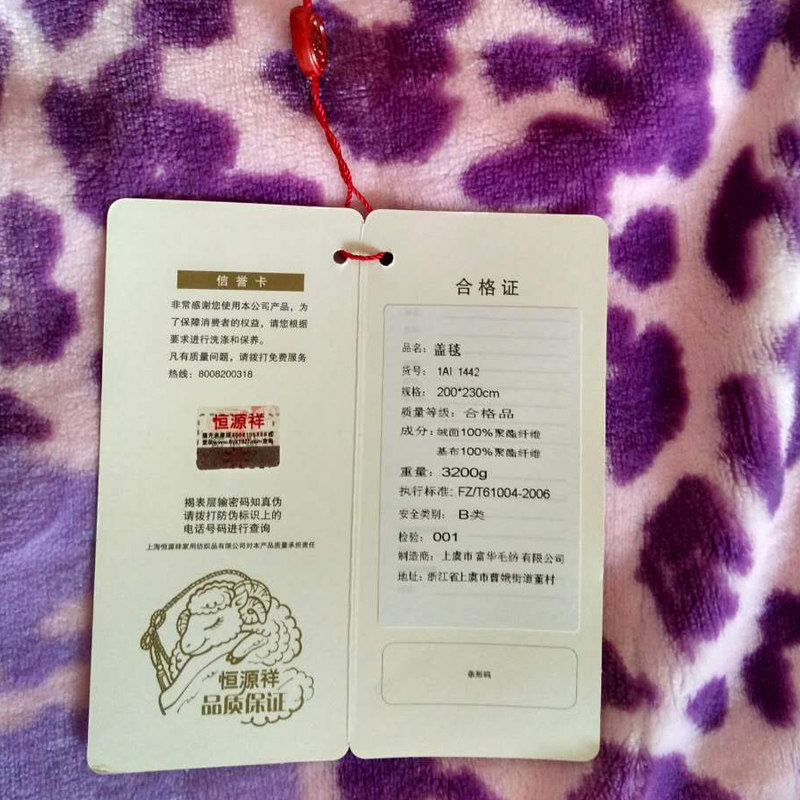 信誉卡
非常感谢您使用本公司产品，为
了保障消费者的权益，请您根据
要求进行洗涤和保养。
凡有质量问题，请拨打免费服务
热线：8008200318
恒源祥
揭表层输密码知真伪
请拨打防伪标识上的
电话号码进行查询
上海恒源祥家用纺织品有限公司对本产品质量承担责任
恒源祥
品质保证
合格证
品名：盖毯
货号：1AI 1442
规格：200*230cm
质量等级：合格品
成分：绒面100%聚酯纤维
基布100%聚酯纤维
重量：3200g
执行标准：FZ/T61004-2006
安全类别：B类
检验：001
制造商：上虞市富华毛纺有限公司
地址：浙江省上虞市曹娥街道董村
条形码